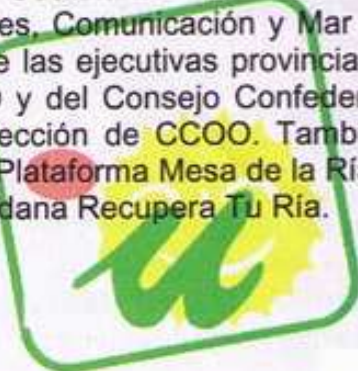 es, Comunicación y Mar
e las ejecutivas provincia
y del Consejo Confeder
ección de CCOO. Tamb
Plataforma Mesa de la Ría
dana Recupera Tu Ría.
u